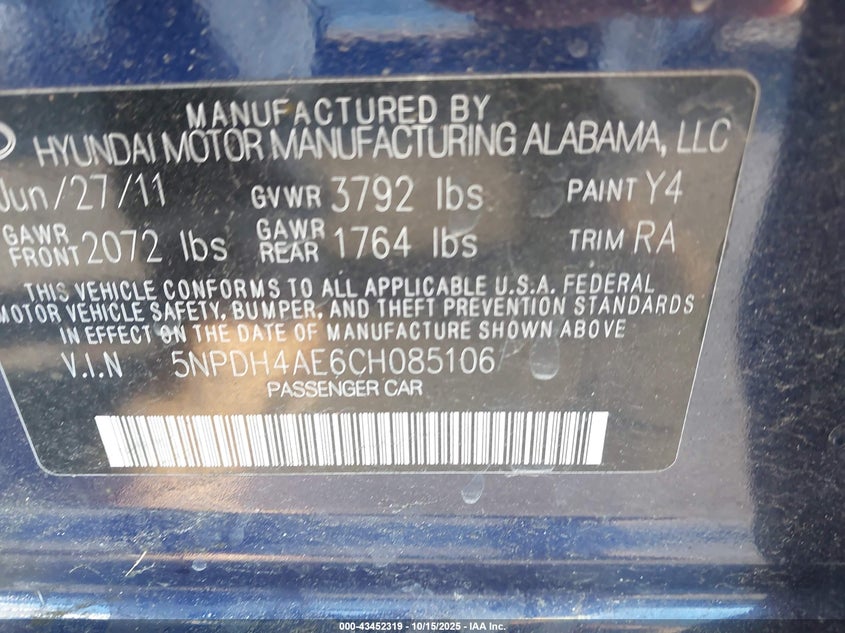 MANUFACTURED BY
HYUNDAI MOTOR MANUFACTURING ALABAMA, LLC
Jun/27/11 GVWR 3792 lbs PAINT Y4
GAWR FRONT 2072 lbs GAWR REAR 1764 lbs TRIM RA
THIS VEHICLE CONFORMS TO ALL APPLICABLE U.S.A. FEDERAL
MOTOR VEHICLE SAFETY, BUMPER, AND THEFT PREVENTION STANDARDS
IN EFFECT ON THE DATE OF MANUFACTURE SHOWN ABOVE
V.I.N 5NPDH4AE6CH085106
PASSENGER CAR
000-43452319 - 10/15/2025 - IAA Inc.